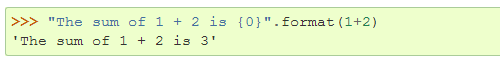 >>> "The sum of 1 + 2 is {0}".format(1+2)
'The sum of 1 + 2 is 3'